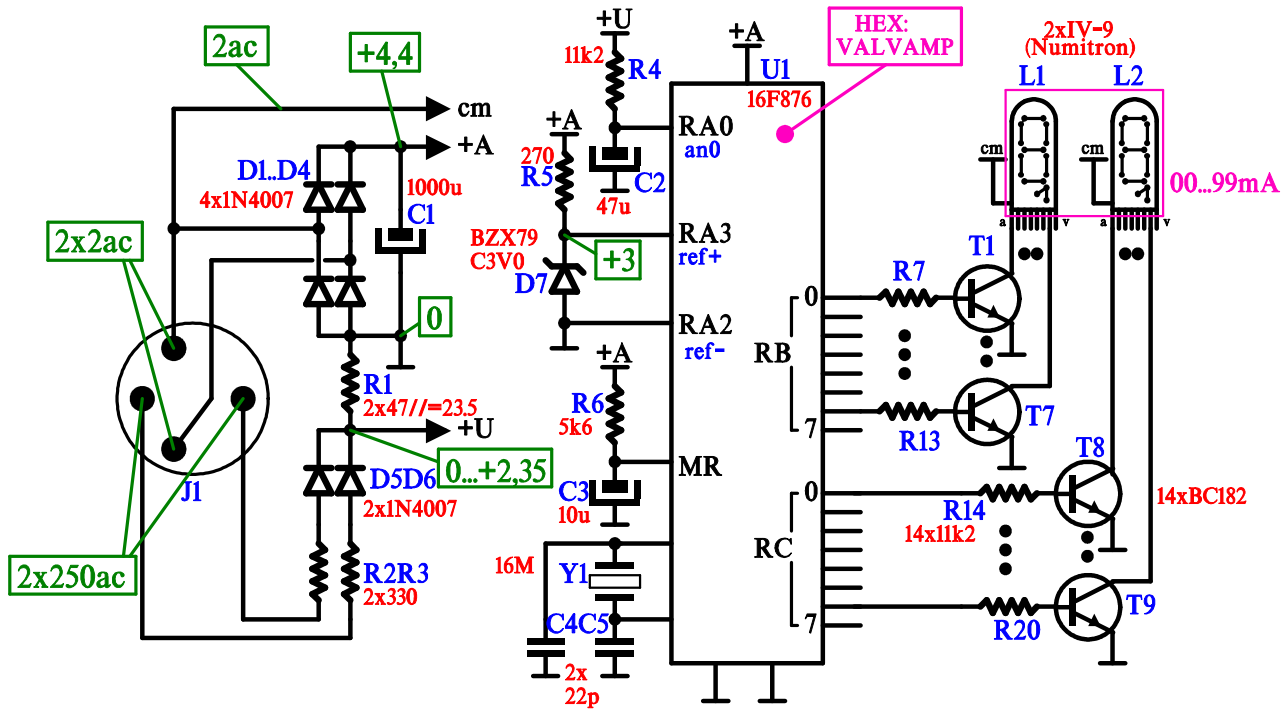 2ac
+4,4
cm
+A
D1..D4
4x1N4007
1000u
C1
2x2ac
0
R1
2x47//=23.5
+U
0...+2,35
D5D6
2x1N4007
J1
2x250ac
R2R3
2x330
+U
11k2
R4
+A
270
R5
C2
47u
BZX79
C3V0
+3
D7
+A
R6
5k6
C3
10u
16M
Y1
C4C5
2x
22p
+A
U1
16F876
HEX:
VALVAMP
RA0
an0
RA3
ref+
RA2
ref-
MR
RB
0
7
RC
0
7
2xIV-9
(Numitron)
L1
L2
cm
cm
00...99mA
a
v
a
v
T1
R7
R13
T7
T8
R14
14x11k2
14xBC182
R20
T9